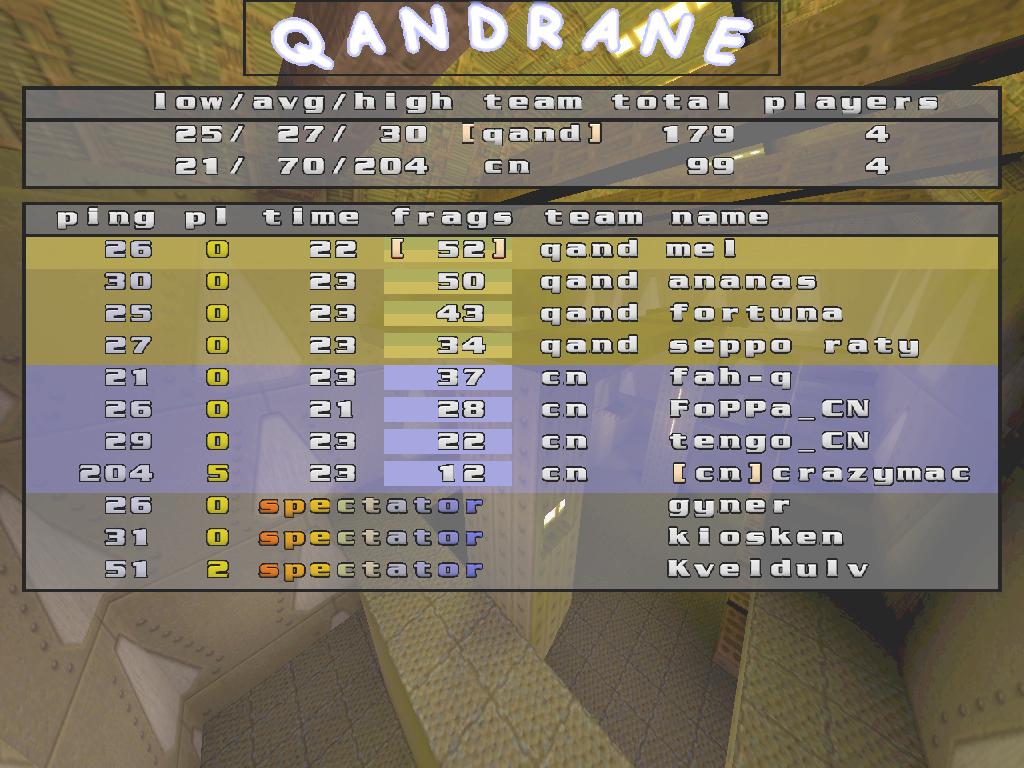 QANDRANE
low/avg/high team total players
25/ 27/ 30 [qand] 179 4
21/ 70/204 cn 99 4
ping pl time frags team name
26 0 22 [ 52] qand mel
30 0 23 50 qand ananas
25 0 23 43 qand fortuna
27 0 23 34 qand seppo raty
21 0 23 37 cn fah-q
26 0 21 28 cn FoPPa_CN
29 0 23 22 cn tengo_CN
204 5 23 12 cn [cn]crazymac
26 0 spectator gyner
31 0 spectator kiosken
51 2 spectator Kveldulv